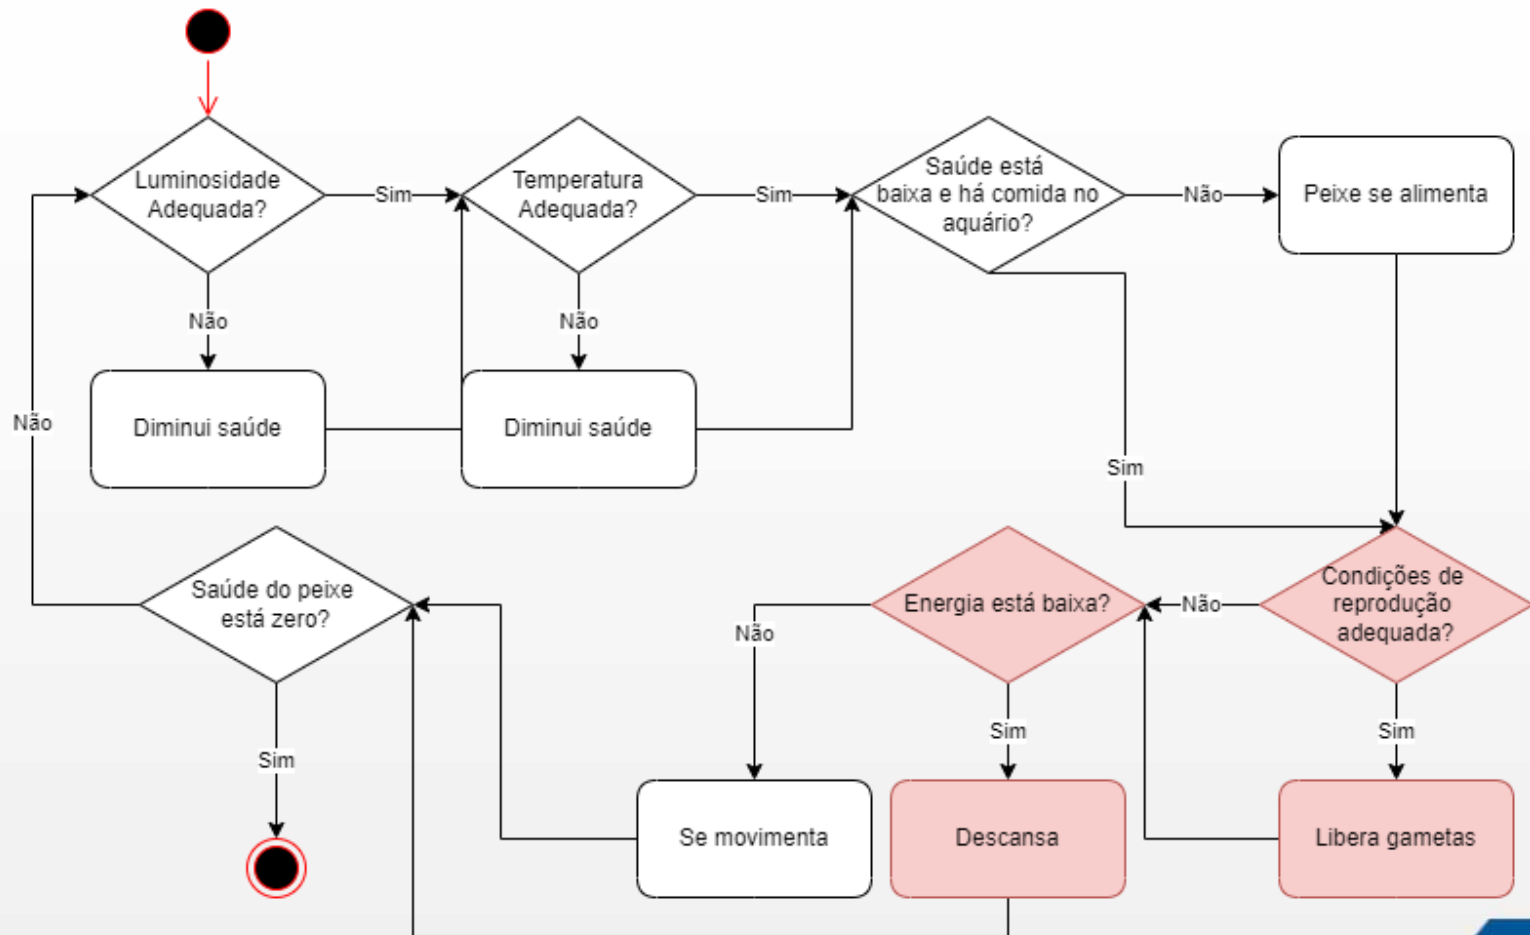 Luminosidade
Adequada?
Sim
Temperatura
Adequada?
Sim
Saúde está
baixa e há comida no
aquário?
Não
Peixe se alimenta
Não
Não
Não
Diminui saúde
Diminui saúde
Sim
Saúde do peixe
está zero?
Não
Energia está baixa?
Não
Condições de
reprodução
adequada?
Sim
Sim
Sim
Se movimenta
Descansa
Libera gametas